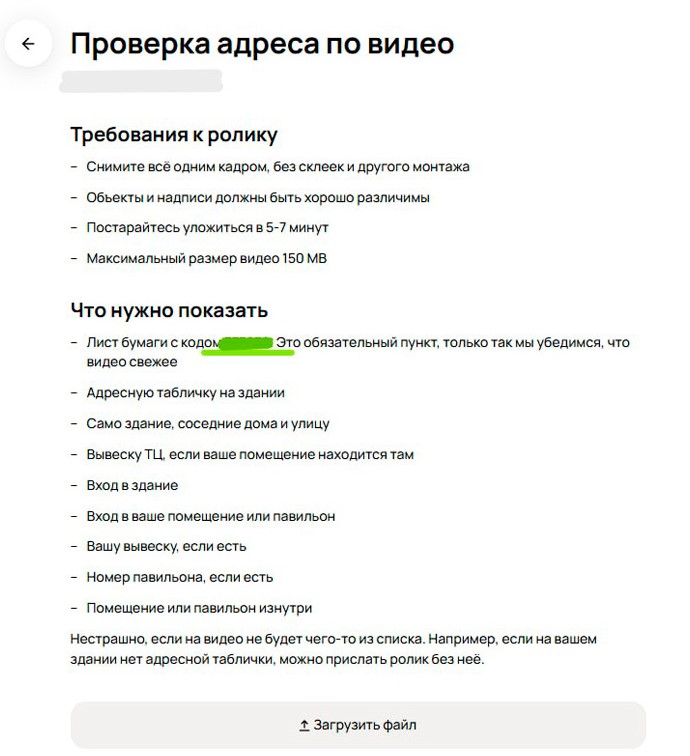 Проверка адреса по видео
Требования к ролику
– Снимите всё одним кадром, без склеек и другого монтажа
– Объекты и надписи должны быть хорошо различимы
– Постарайтесь уложиться в 5-7 минут
– Максимальный размер видео 150 МВ
Что нужно показать
– Лист бумаги с кодом Это обязательный пункт, только так мы убедимся, что
видео свежее
– Адресную табличку на здании
– Само здание, соседние дома и улицу
– Вывеску ТЦ, если ваше помещение находится там
– Вход в здание
– Вход в ваше помещение или павильон
– Вашу вывеску, если есть
– Номер павильона, если есть
– Помещение или павильон изнутри
Нестрашно, если на видео не будет чего-то из списка. Например, если на вашем
здании нет адресной таблички, можно прислать ролик без неё.
Загрузить файл